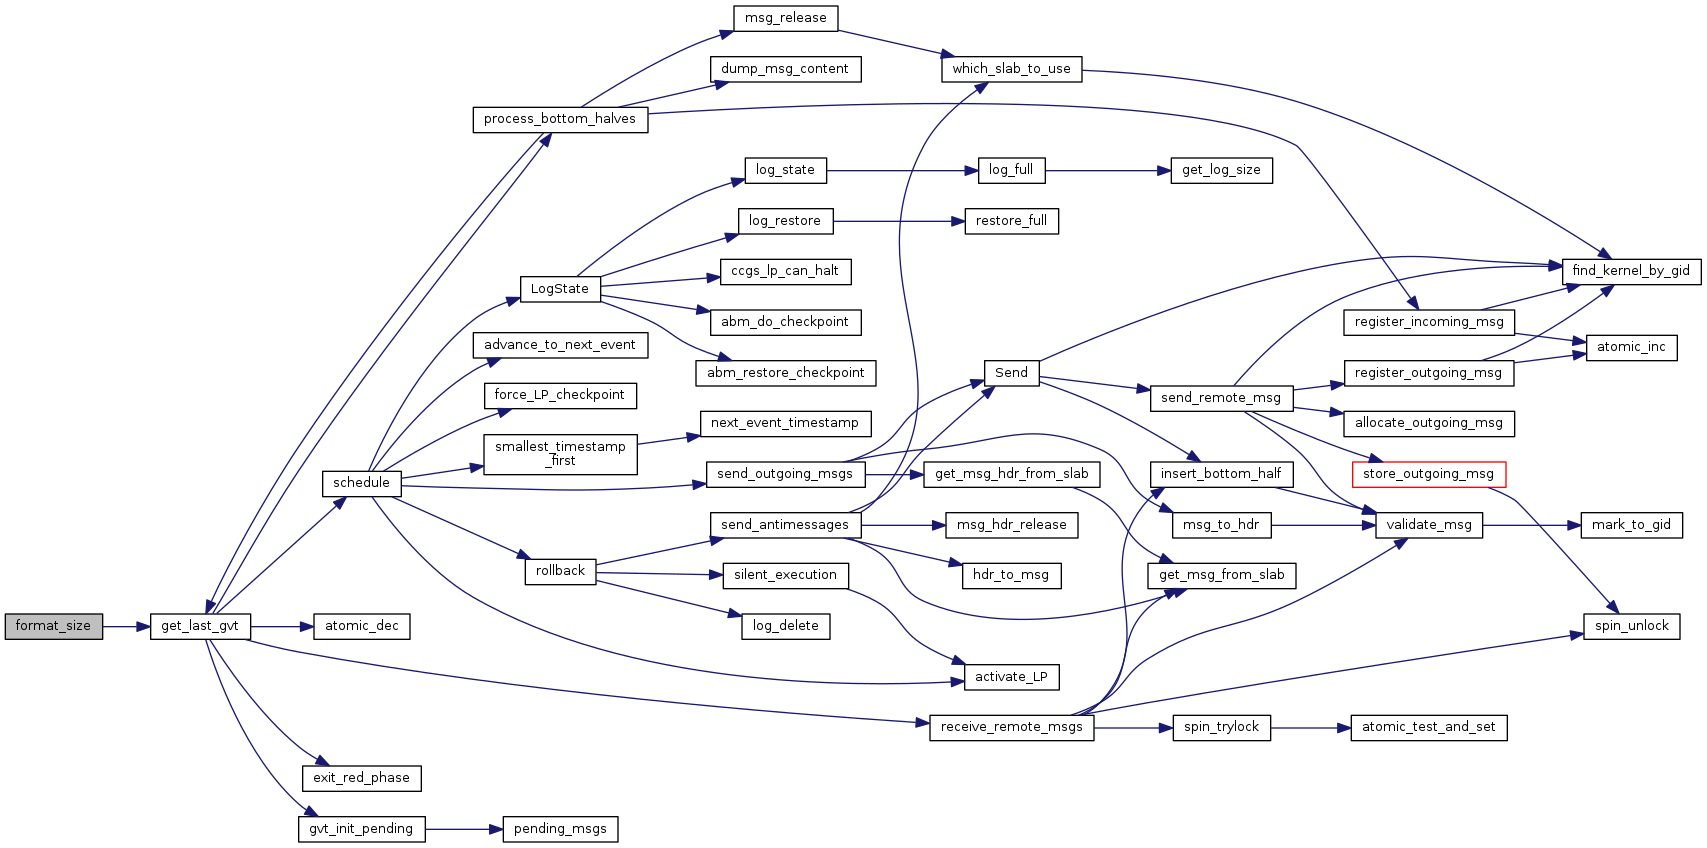 msg_release
dump_msg_content
which_slab_to_use
process_bottom_halves
log_state
log_full
get_log_size
log_restore
restore_full
ccgs_lp_can_halt
find_kernel_by_gid
LogState
abm_do_checkpoint
register_incoming_msg
advance_to_next_event
atomic_inc
abm_restore_checkpoint
Send
register_outgoing_msg
force_LP_checkpoint
send_remote_msg
next_event_timestamp
allocate_outgoing_msg
smallest_timestamp
_first
schedule
send_outgoing_msgs
get_msg_hdr_from_slab
insert_bottom_half
store_outgoing_msg
send_antimessages
msg_hdr_release
msg_to_hdr
validate_msg
mark_to_gid
rollback
silent_execution
hdr_to_msg
get_msg_from_slab
format_size
get_last_gvt
atomic_dec
log_delete
spin_unlock
activate_LP
receive_remote_msgs
spin_trylock
atomic_test_and_set
exit_red_phase
gvt_init_pending
pending_msgs